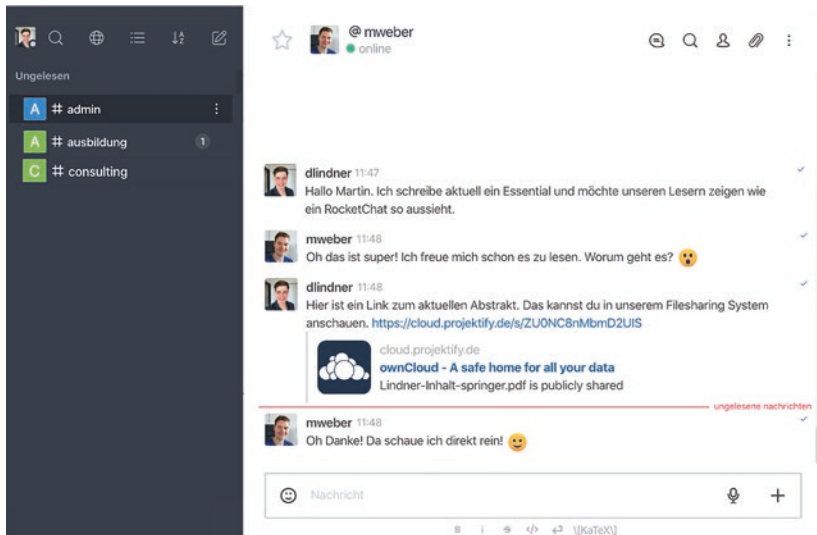 Ungelesen
A # admin
A # ausbildung 1
C # consulting
@ mweber
online
dlindner 11:47
Hallo Martin. Ich schreibe aktuell ein Essential und möchte unseren Lesern zeigen wie
ein RocketChat so aussieht.
mweber 11:48
Oh das ist super! Ich freue mich schon es zu lesen. Worum geht es?
dlindner 11:48
Hier ist ein Link zum aktuellen Abstrakt. Das kannst du in unserem Filesharing System
anschauen. https://cloud.projektify.de/s/ZU0NC8nMbmD2UIS
cloud.projektify.de
ownCloud - A safe home for all your data
Lindner-Inhalt-springer.pdf is publicly shared
ungelesene nachrichten
mweber 11:48
Oh Danke! Da schaue ich direkt rein!
Nachricht
B i S </> \[KaTeX\]